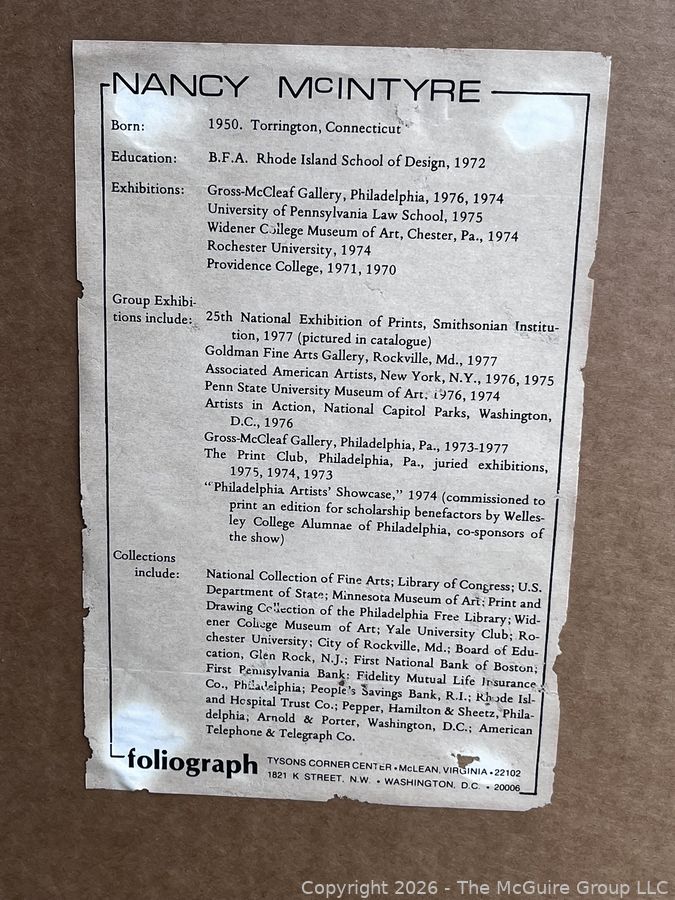 NANCY McINTYRE
Born: 1950. Torrington, Connecticut
Education: B.F.A. Rhode Island School of Design, 1972
Exhibitions: Gross-McCleaf Gallery, Philadelphia, 1976, 1974
University of Pennsylvania Law School, 1975
Widener College Museum of Art, Chester, Pa., 1974
Rochester University, 1974
Providence College, 1971, 1970
Group Exhibi-
tions include: 25th National Exhibition of Prints, Smithsonian Institu-
tion, 1977 (pictured in catalogue)
Goldman Fine Arts Gallery, Rockville, Md., 1977
Associated American Artists, New York, N.Y., 1976, 1975
Penn State University Museum of Art, 1976, 1974
Artists in Action, National Capitol Parks, Washington,
D.C., 1976
Gross-McCleaf Gallery, Philadelphia, Pa., 1973-1977
The Print Club, Philadelphia, Pa., juried exhibitions,
1975, 1974, 1973
“Philadelphia Artists’ Showcase,” 1974 (commissioned to
print an edition for scholarship benefactors by Welles-
ley College Alumnae of Philadelphia, co-sponsors of
the show)
Collections
include: National Collection of Fine Arts; Library of Congress; U.S.
Department of State; Minnesota Museum of Art; Print and
Drawing Collection of the Philadelphia Free Library; Wid-
ener College Museum of Art; Yale University Club; Ro-
chester University; City of Rockville, Md.; Board of Edu-
cation, Glen Rock, N.J.; First National Bank of Boston;
First Pennsylvania Bank; Fidelity Mutual Life Insurance
Co., Philadelphia; People's Savings Bank, R.I.; Rhode Isl-
and Hospital Trust Co.; Pepper, Hamilton & Sheetz, Phila-
delphia; Arnold & Porter, Washington, D.C.; American
Telephone & Telegraph Co.
foliograph TYSONS CORNER CENTER • McLEAN, VIRGINIA • 22102
1821 K STREET, N.W. • WASHINGTON, D.C. • 20006
Copyright 2026 - The McGuire Group LLC